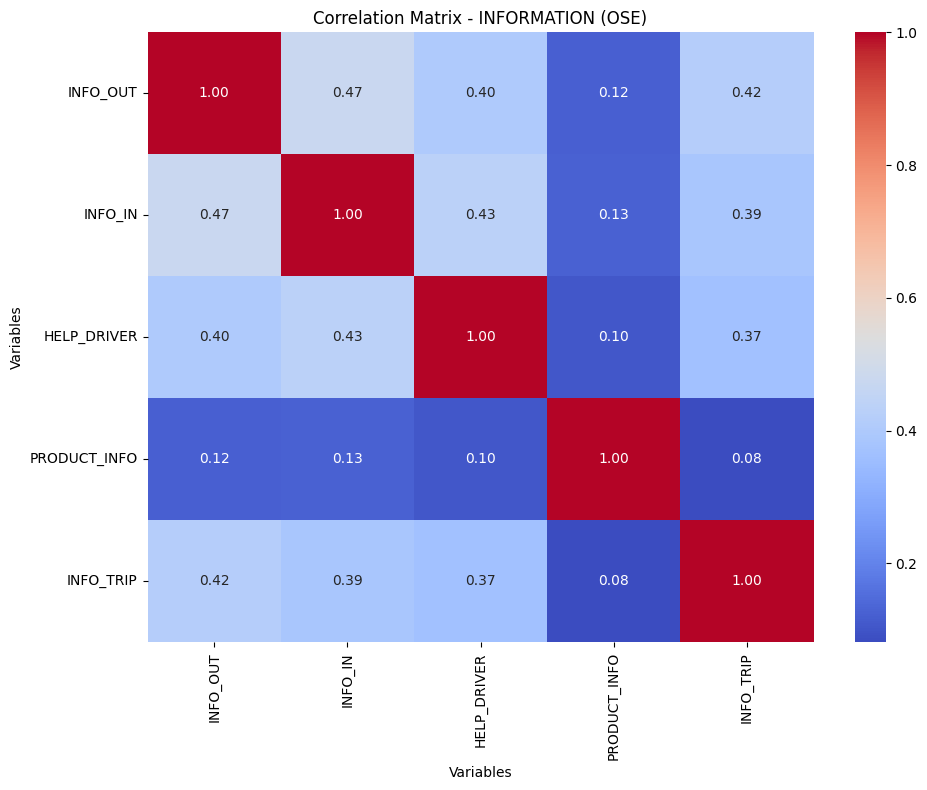 Correlation Matrix - INFORMATION (OSE)
INFO_OUT 1.00 0.47 0.40 0.12 0.42
INFO_IN 0.47 1.00 0.43 0.13 0.39
HELP_DRIVER 0.40 0.43 1.00 0.10 0.37
PRODUCT_INFO 0.12 0.13 0.10 1.00 0.08
INFO_TRIP 0.42 0.39 0.37 0.08 1.00
Variables
INFO_OUT INFO_IN HELP_DRIVER PRODUCT_INFO INFO_TRIP
Variables
1.0
0.8
0.6
0.4
0.2